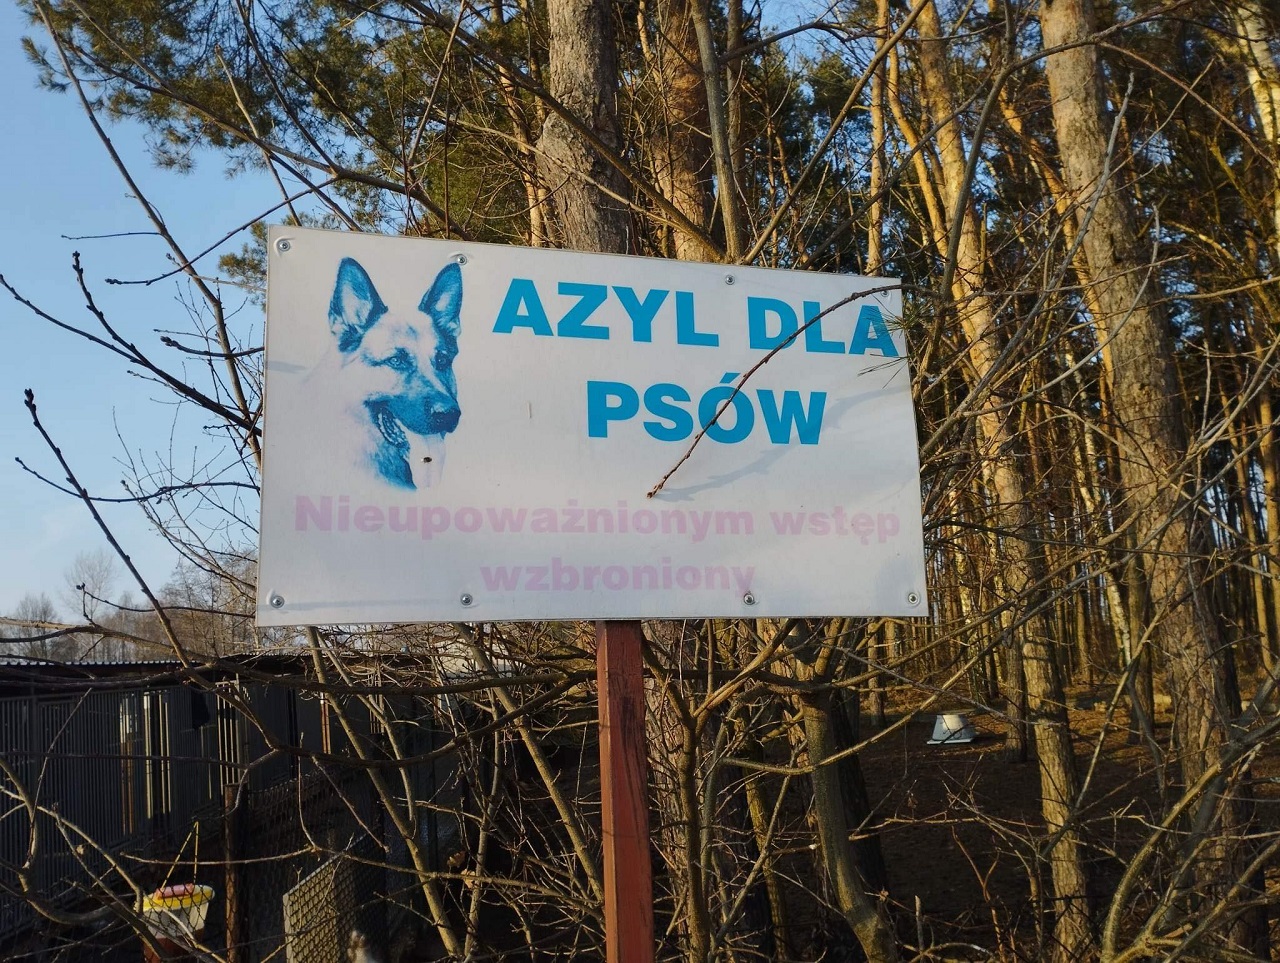 AZYL DLA
PSÓW
Nieupoważnionym wstęp
wzbroniony